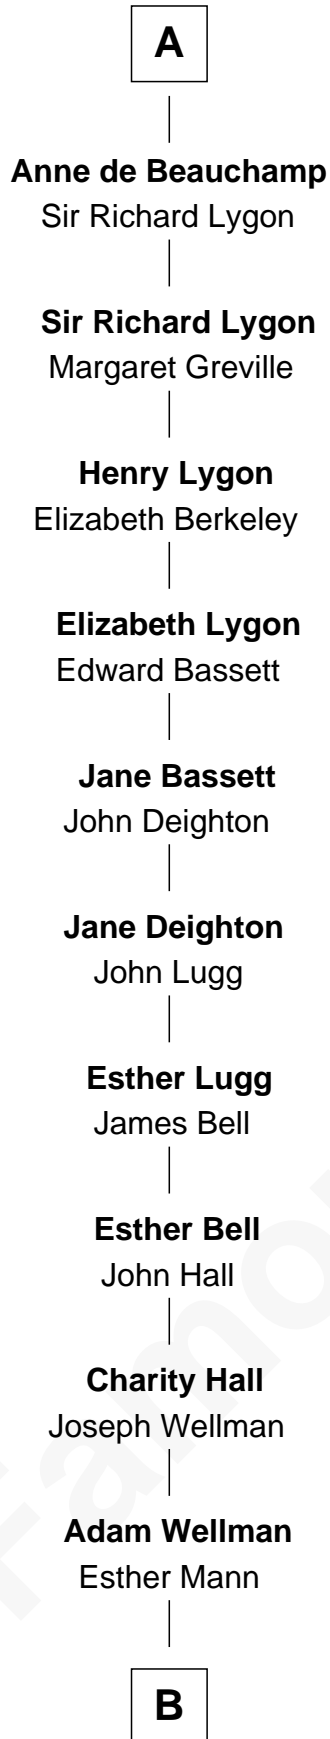 A
Anne de Beauchamp
Sir Richard Lygon
Sir Richard Lygon
Margaret Greville
Henry Lygon
Elizabeth Berkeley
Elizabeth Lygon
Edward Bassett
Jane Bassett
John Deighton
Jane Deighton
John Lugg
Esther Lugg
James Bell
Esther Bell
John Hall
Charity Hall
Joseph Wellman
Adam Wellman
Esther Mann
B